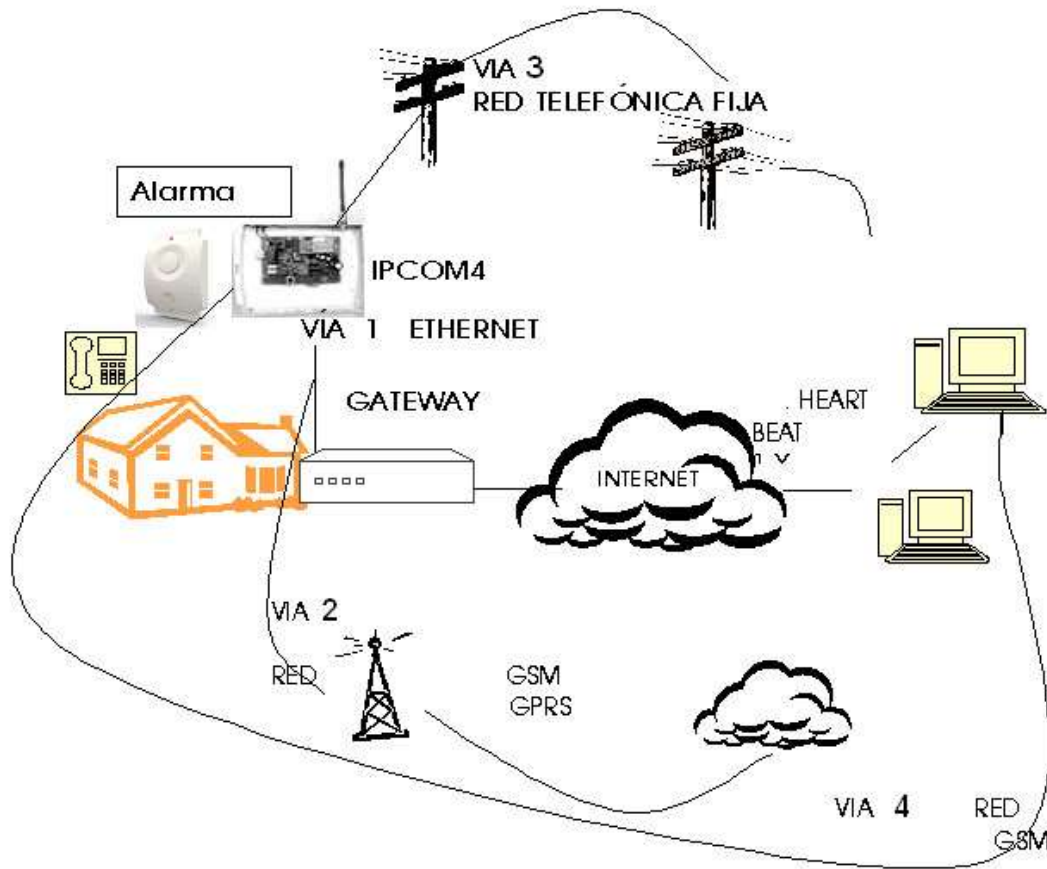 VIA 3
RED TELEFÓNICA FIJA
Alarma
IPCOM4
VIA 1 ETHERNET
GATEWAY
HEART
BEAT
INTERNET
VIA 2
RED GSM
GPRS
VIA 4 RED
GSM